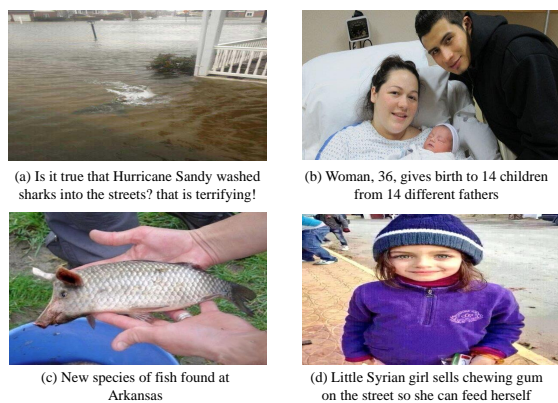 (a) Is it true that Hurricane Sandy washed
sharks into the streets? that is terrifying!
(b) Woman, 36, gives birth to 14 children
from 14 different fathers
(c) New species of fish found at
Arkansas
(d) Little Syrian girl sells chewing gum
on the street so she can feed herself